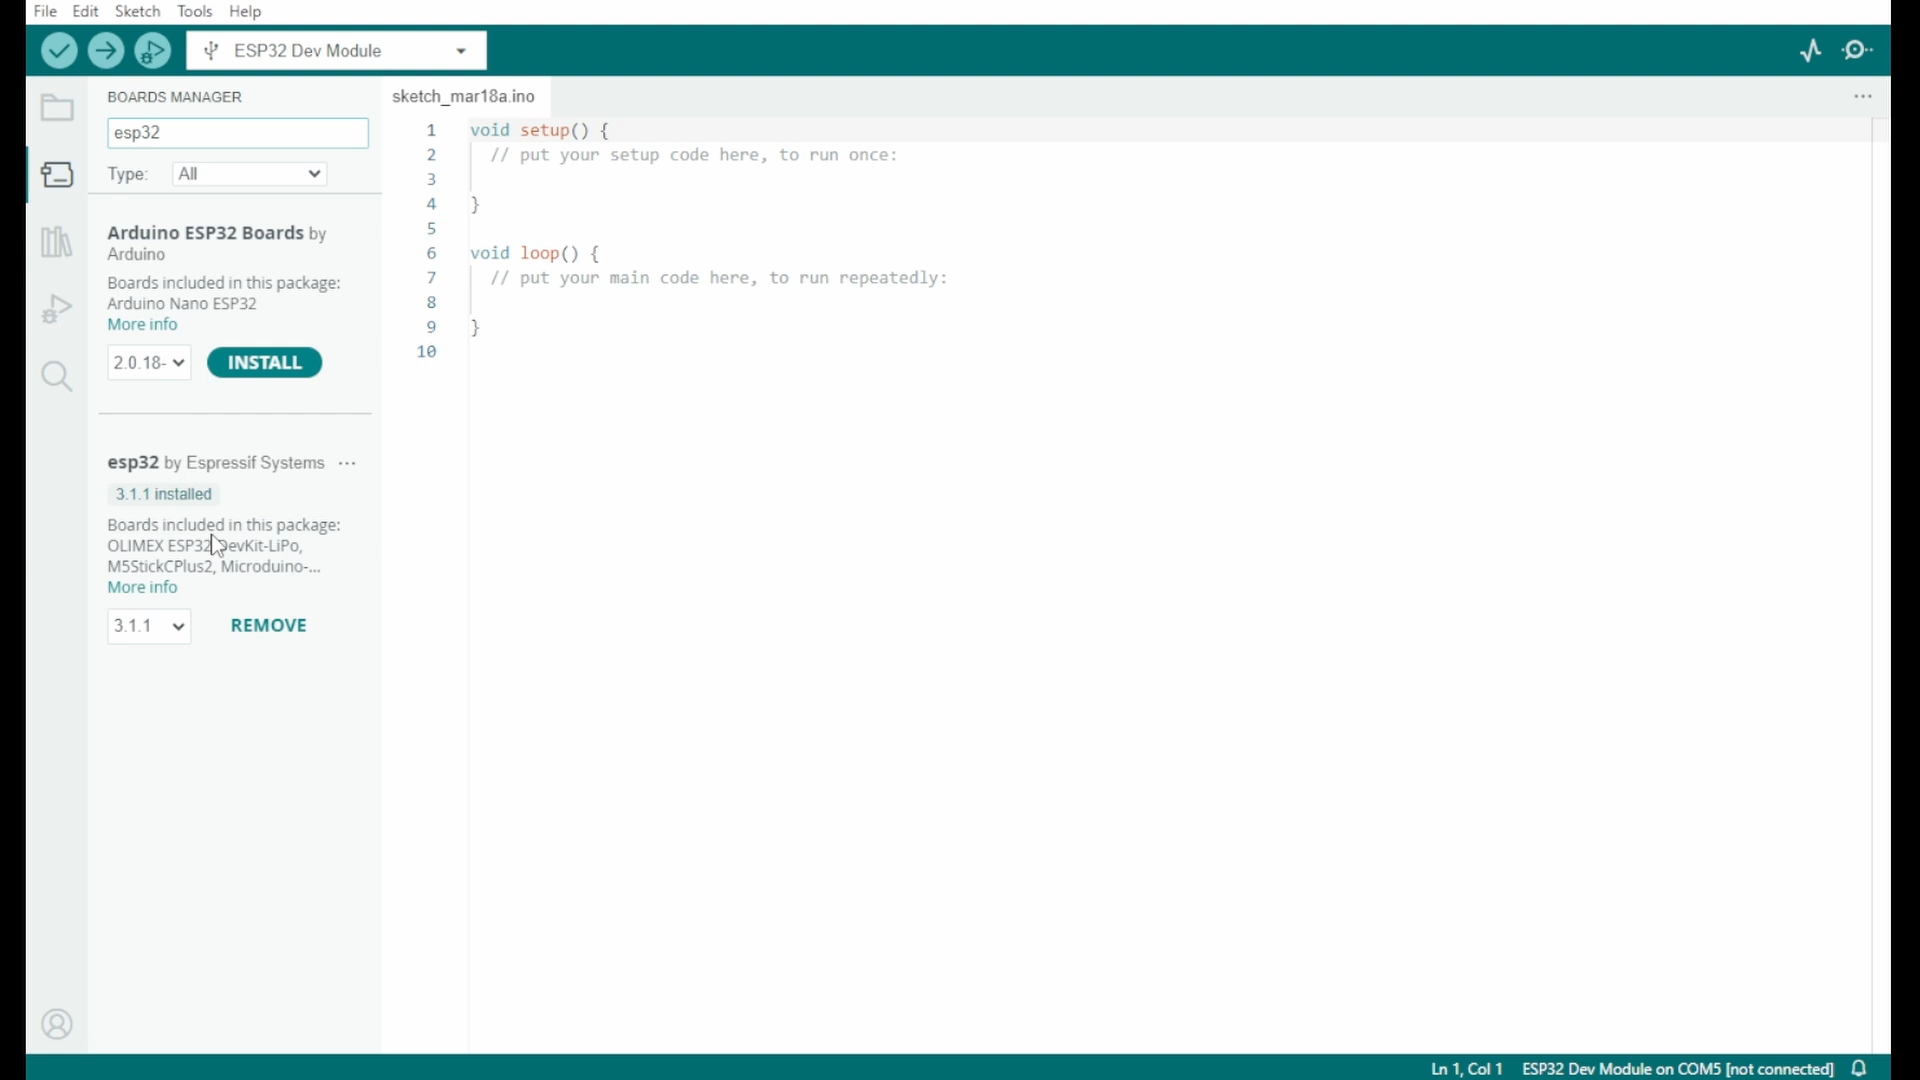 File Edit Sketch Tools Help
ESP32 Dev Module
BOARDS MANAGER
esp32
Type: All
Arduino ESP32 Boards by
Arduino
Boards included in this package:
Arduino Nano ESP32
More info
2.0.18- INSTALL
esp32 by Espressif Systems ...
3.1.1 installed
Boards included in this package:
OLIMEX ESP32-DevKit-LiPo,
M5StickCPlus2, Microduino-...
More info
3.1.1 REMOVE
sketch_mar18a.ino ...
1 void setup() {
2 // put your setup code here, to run once:
3
4 }
5
6 void loop() {
7 // put your main code here, to run repeatedly:
8
9 }
10
Ln 1, Col 1 ESP32 Dev Module on COM5 [not connected]